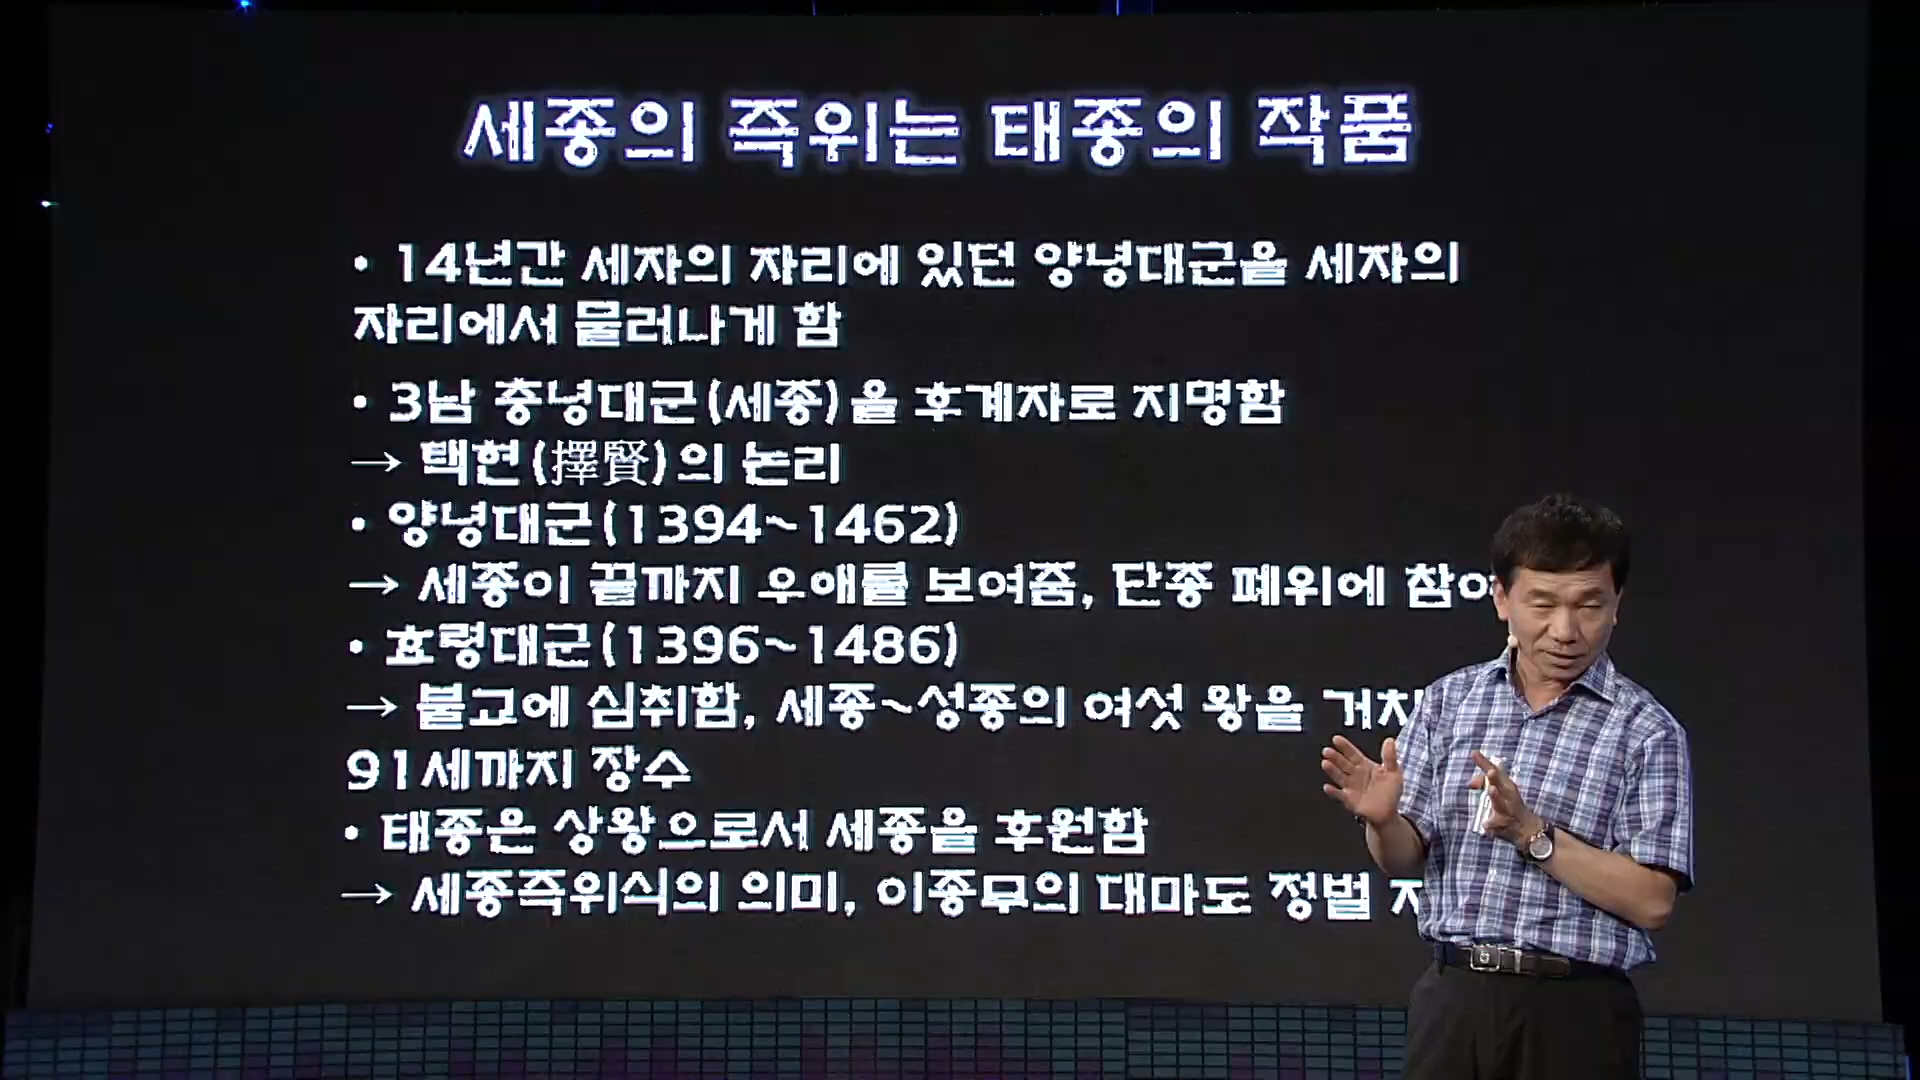 세종의 즉위는 태종의 작품
• 14년간 세자의 자리에 있던 양녕대군을 세자의
자리에서 물러나게 함
• 3남 충녕대군(세종)을 후계자로 지명함
→ 택현(擇賢)의 논리
• 양녕대군(1394~1462)
→ 세종이 끝까지 우애를 보여줌, 단종 폐위에
• 효령대군(1396~1486)
→ 불교에 심취함, 세종~성종의 여섯 왕을
91세까지 장수
• 태종은 상왕으로서 세종을 후원함
→ 세종즉위식의 의미, 이종무의 대마도 정벌